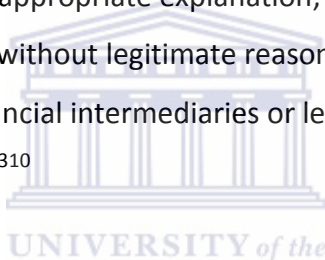 appropriate explanation,
without legitimate reason
ncial intermediaries or le
310
UNIVERSITY of the